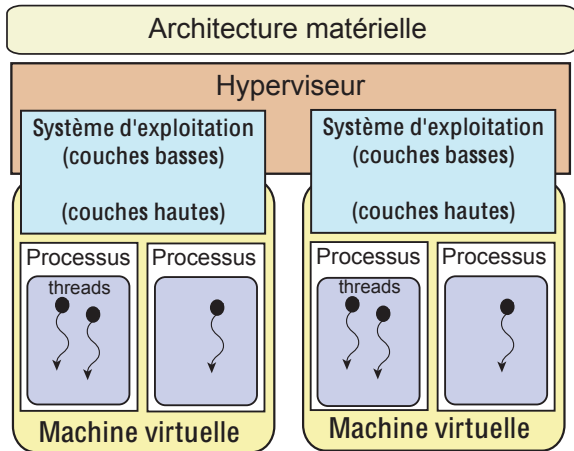 Architecture matérielle
Hyperviseur
Système d'exploitation
(couches basses)
(couches hautes)
Processus
threads
Processus
Machine virtuelle
Système d'exploitation
(couches basses)
(couches hautes)
Processus
threads
Processus
Machine virtuelle